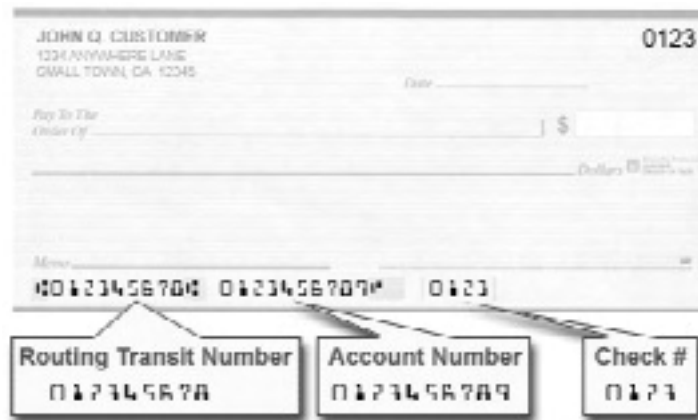 JOHN Q. CUSTOMER 0123
1234 ANYWHERE LANE
SMALL TOWN, CA 12345
Date
Pay To The
Order Of $
Dollars
Memo
⑆012345678⑆ 0123456789⑈ 0123
Routing Transit Number Account Number Check #
012345678 0123456789 0123